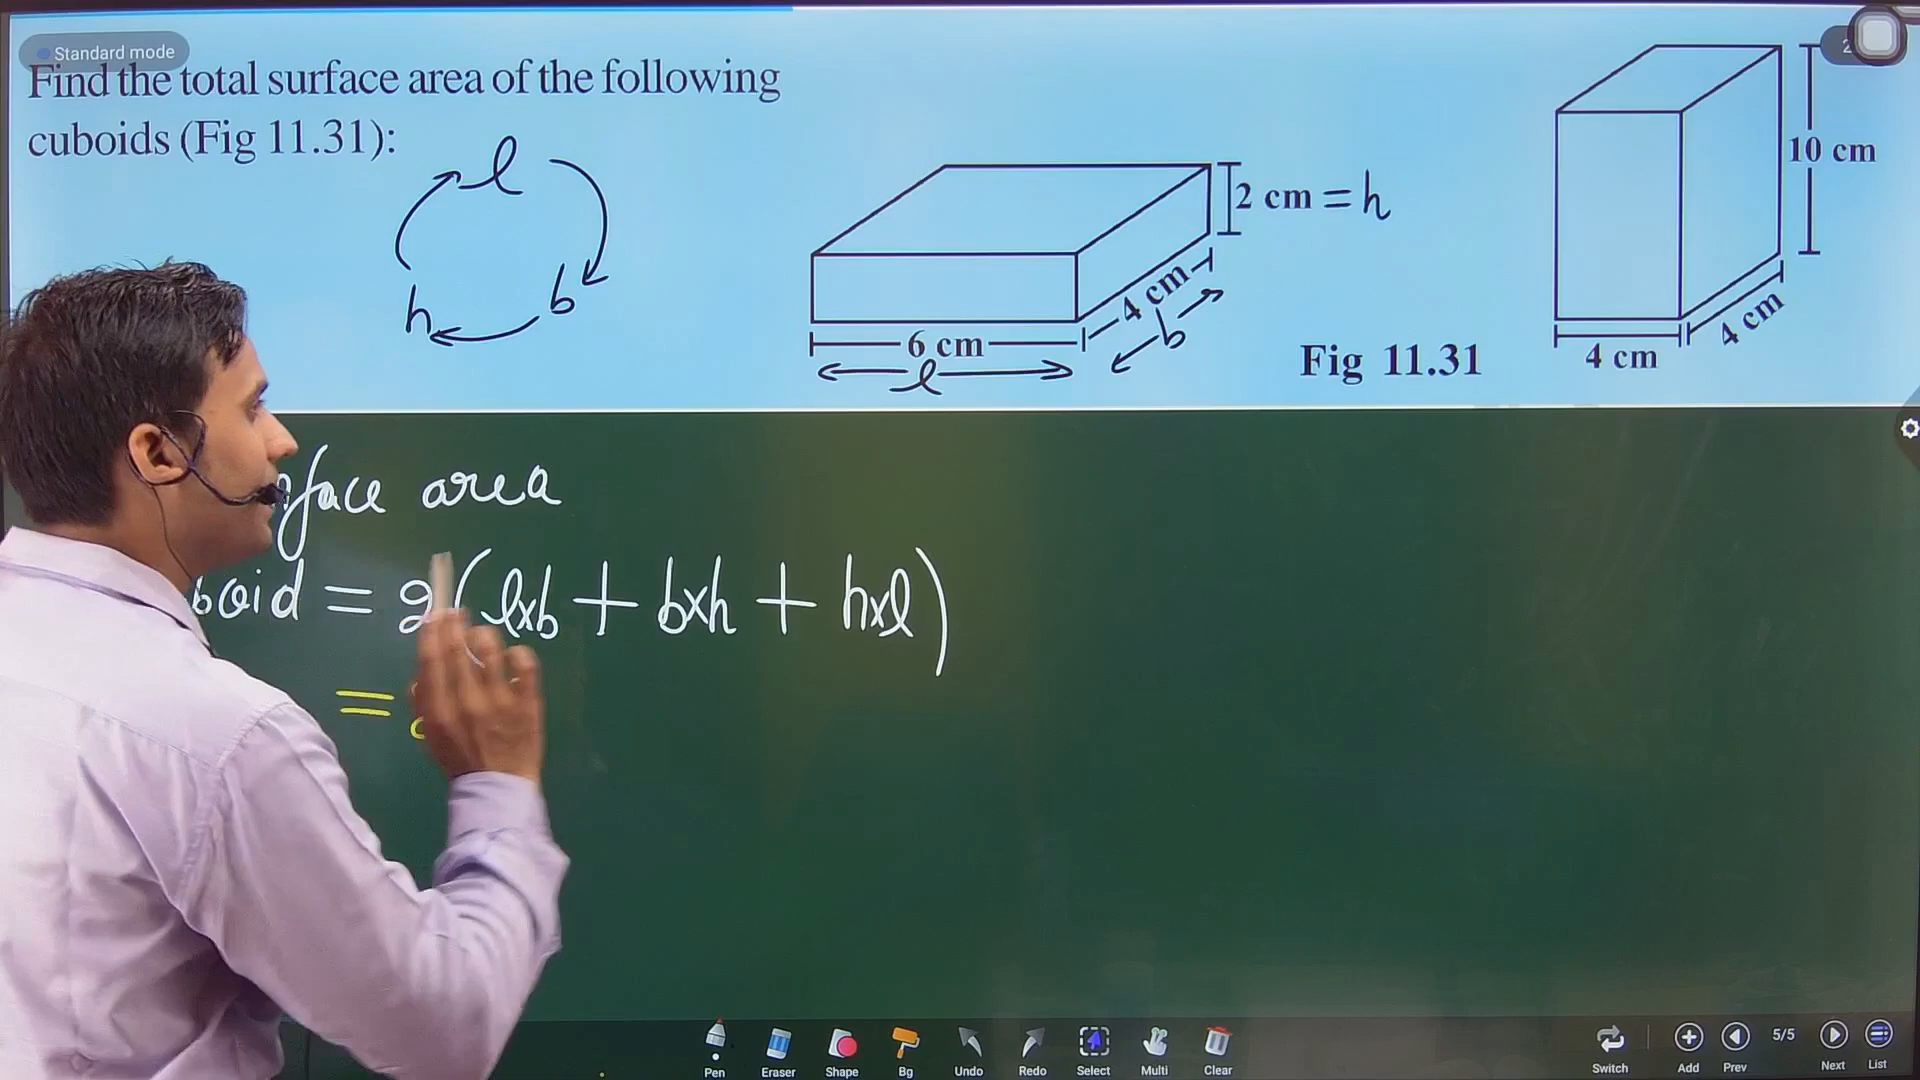 Standard mode
Find the total surface area of the following
cuboids (Fig 11.31):
l
b
h
2 cm = h
4 cm
b
6 cm
l
Fig 11.31
10 cm
4 cm
4 cm
area
= 2(l×b + b×h + h×l)
=
Pen
Eraser
Shape
Bg
Undo
Redo
Select
Multi
Clear
Switch
Add
Prev
5/5
Next
List